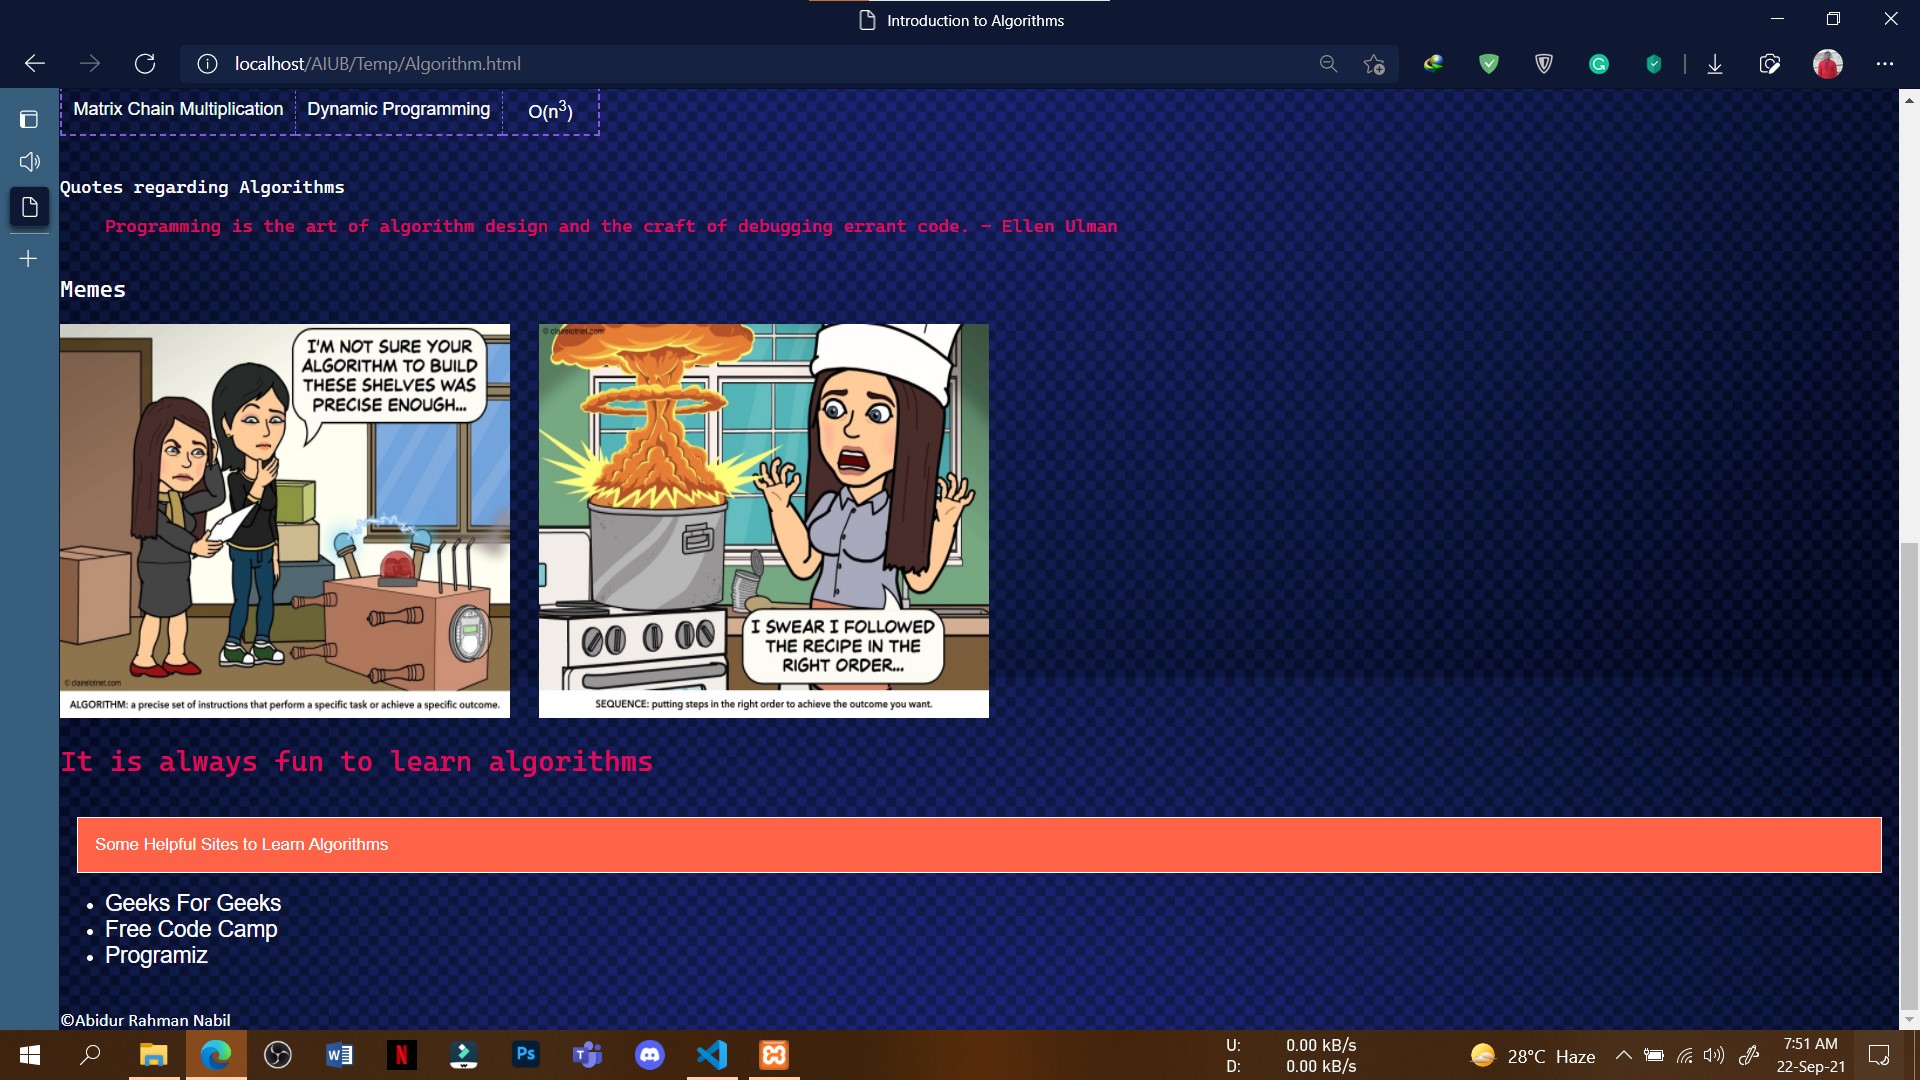 Introduction to Algorithms
localhost/AIUB/Temp/Algorithm.html
Matrix Chain Multiplication Dynamic Programming O(n³)
Quotes regarding Algorithms
Programming is the art of algorithm design and the craft of debugging errant code. – Ellen Ulman
Memes
I'M NOT SURE YOUR
ALGORITHM TO BUILD
THESE SHELVES WAS
PRECISE ENOUGH...
© clairelotriet.com
ALGORITHM: a precise set of instructions that perform a specific task or achieve a specific outcome.
© clairelotriet.com
I SWEAR I FOLLOWED
THE RECIPE IN THE
RIGHT ORDER...
SEQUENCE: putting steps in the right order to achieve the outcome you want.
It is always fun to learn algorithms
Some Helpful Sites to Learn Algorithms
• Geeks For Geeks
• Free Code Camp
• Programiz
©Abidur Rahman Nabil
U: 0.00 kB/s
D: 0.00 kB/s
28°C Haze
7:51 AM
22-Sep-21